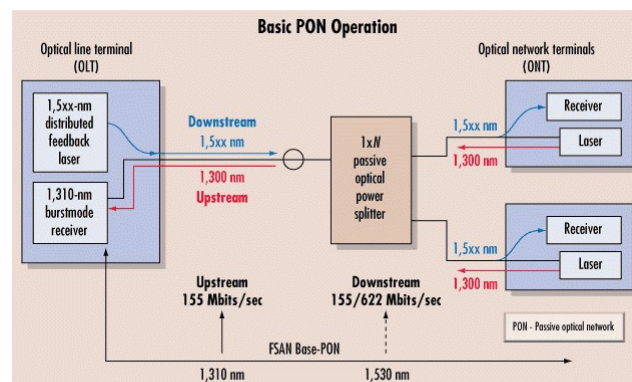 Basic PON Operation
Optical line terminal
(OLT)
Optical network terminals
(ONT)
1,5xx-nm
distributed
feedback
laser
1,310-nm
burstmode
receiver
Downstream
1,5xx nm
1,300 nm
Upstream
1xN
passive
optical
power
splitter
1,5xx nm
1,300 nm
Receiver
Laser
1,5xx nm
1,300 nm
Receiver
Laser
Upstream
155 Mbits/sec
Downstream
155/622 Mbits/sec
PON - Passive optical network
FSAN Base-PON
1,310 nm
1,530 nm